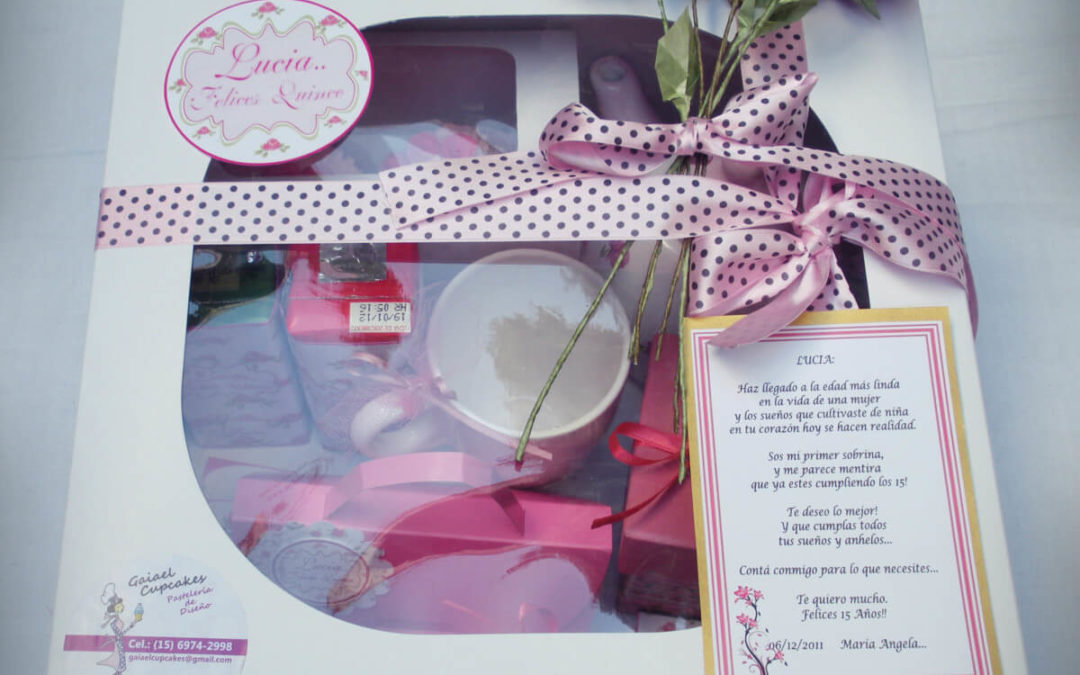 Lucia..
Felices Quince
19/01/12
HR 05:16
LUCIA:
Haz llegado a la edad más linda
en la vida de una mujer
y los sueños que cultivaste de niña
en tu corazón hoy se hacen realidad.
Sos mi primer sobrina,
y me parece mentira
que ya estes cumpliendo los 15!
Te deseo lo mejor!
Y que cumplas todos
tus sueños y anhelos...
Contá conmigo para lo que necesites...
Te quiero mucho.
Felices 15 Años!!
06/12/2011 Maria Angela...
Lucia
Gaiael
Cupcakes
Pastelería
de
Diseño
Cel.: (15) 6974-2998
gaiaelcupcakes@gmail.com